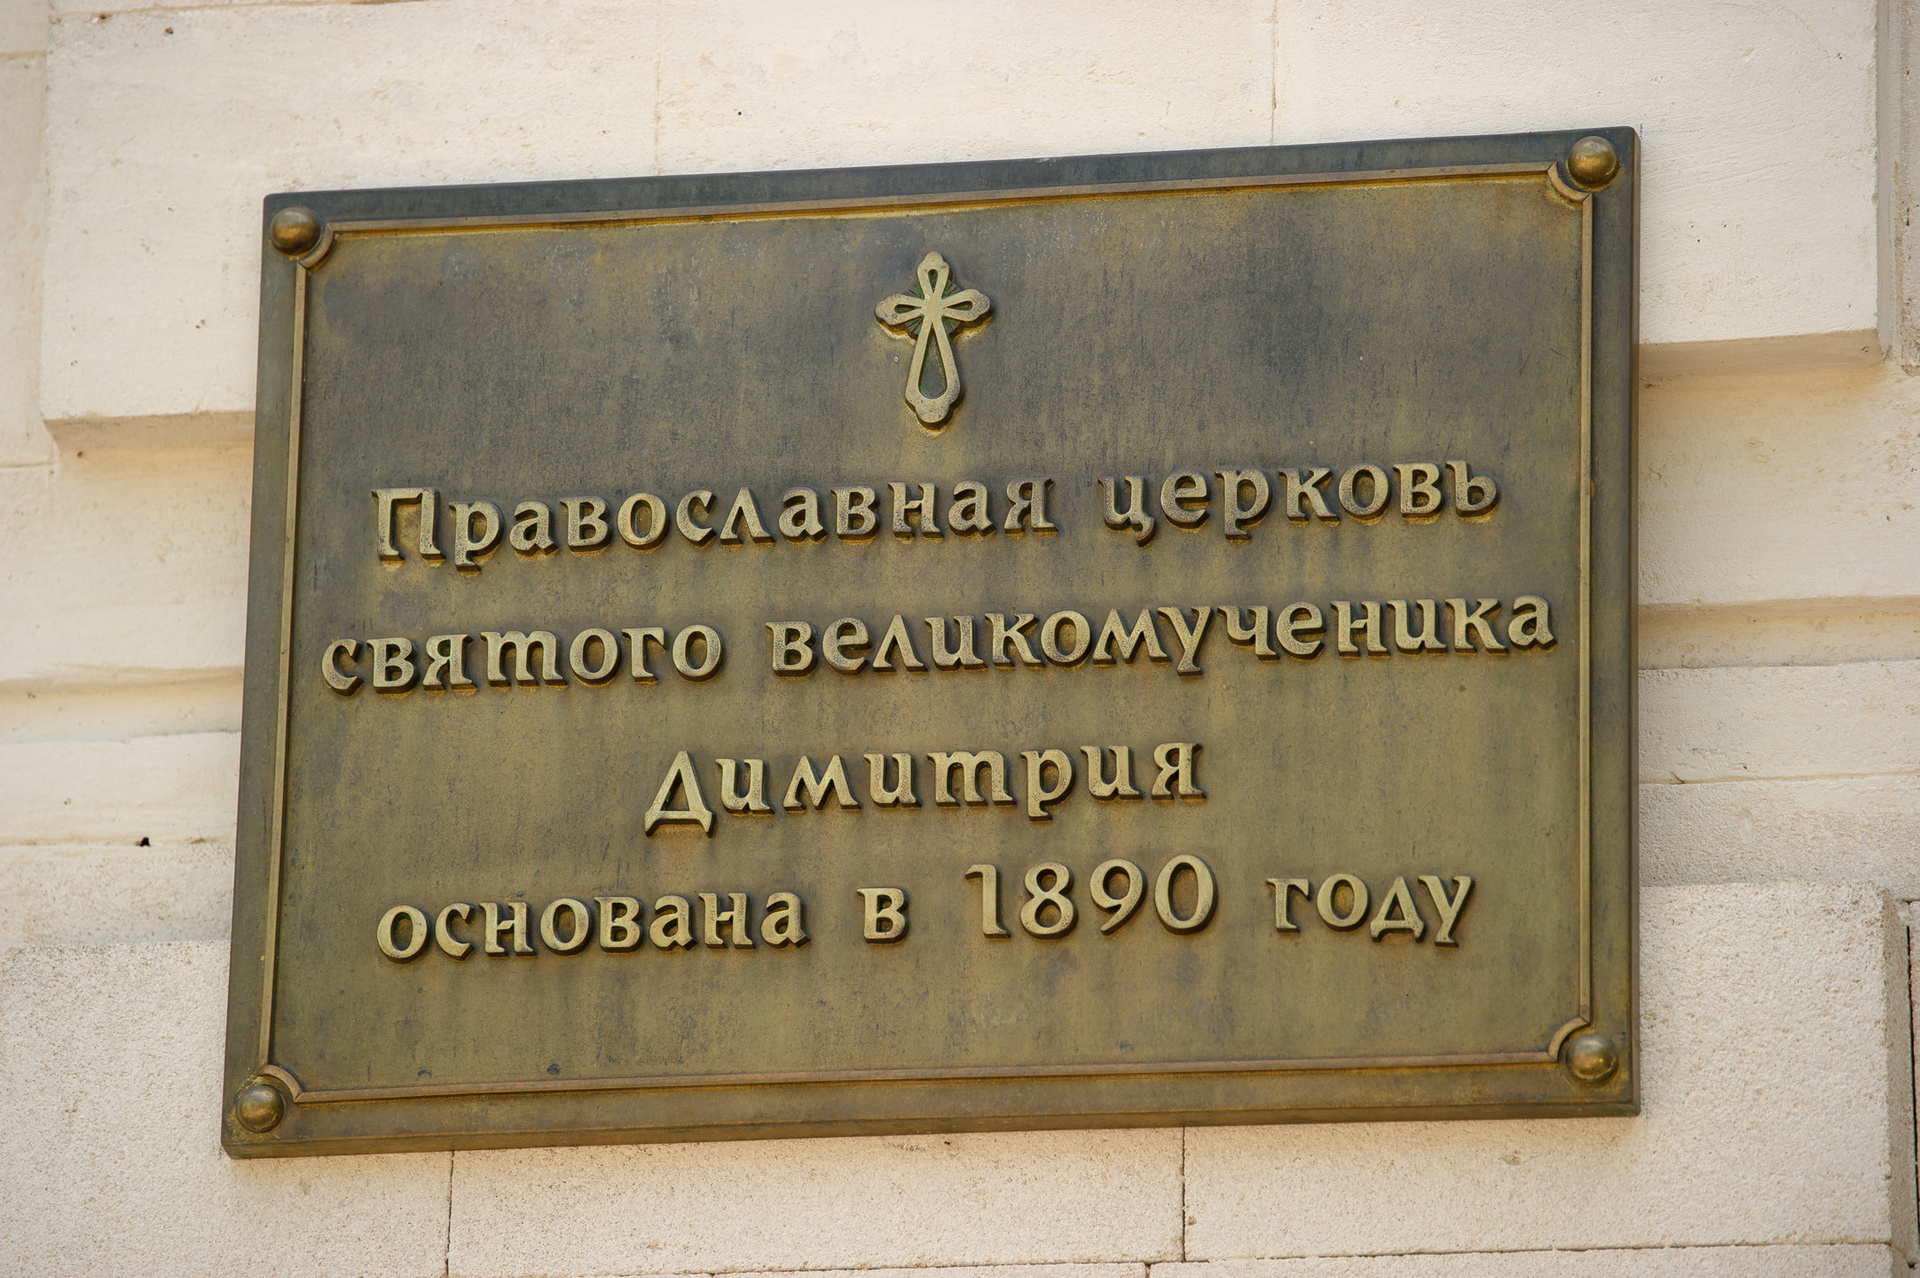 Православная церковь
святого великомученика
Димитрия
основана в 1890 году